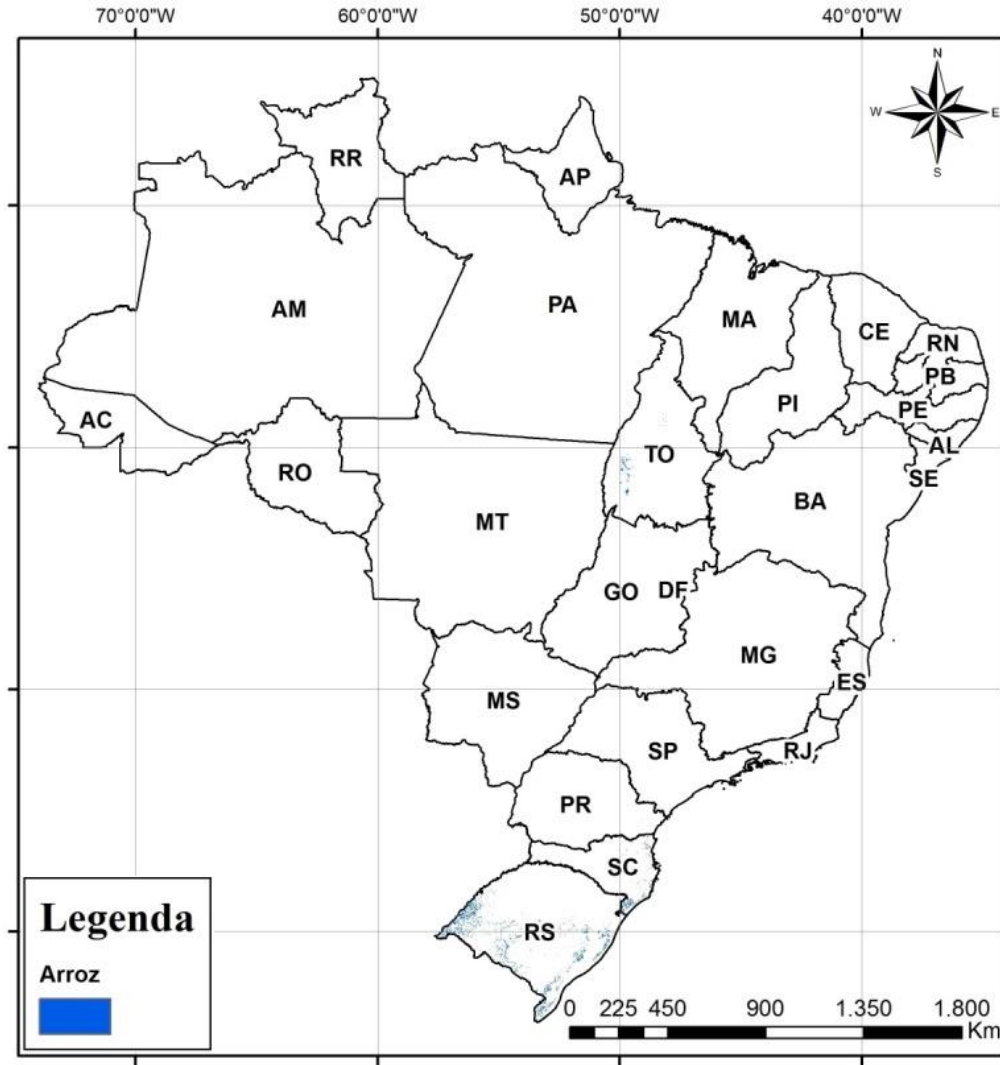 70°0'0"W 60°0'0"W 50°0'0"W 40°0'0"W
N
W E
S
RR
AP
AM
PA
MA
CE
RN
PB
PI
PE
AC
AL
TO
SE
RO
BA
MT
GO DF
MG
ES
MS
SP
RJ
PR
SC
RS
Legenda
Arroz
0 225 450 900 1.350 1.800
Km